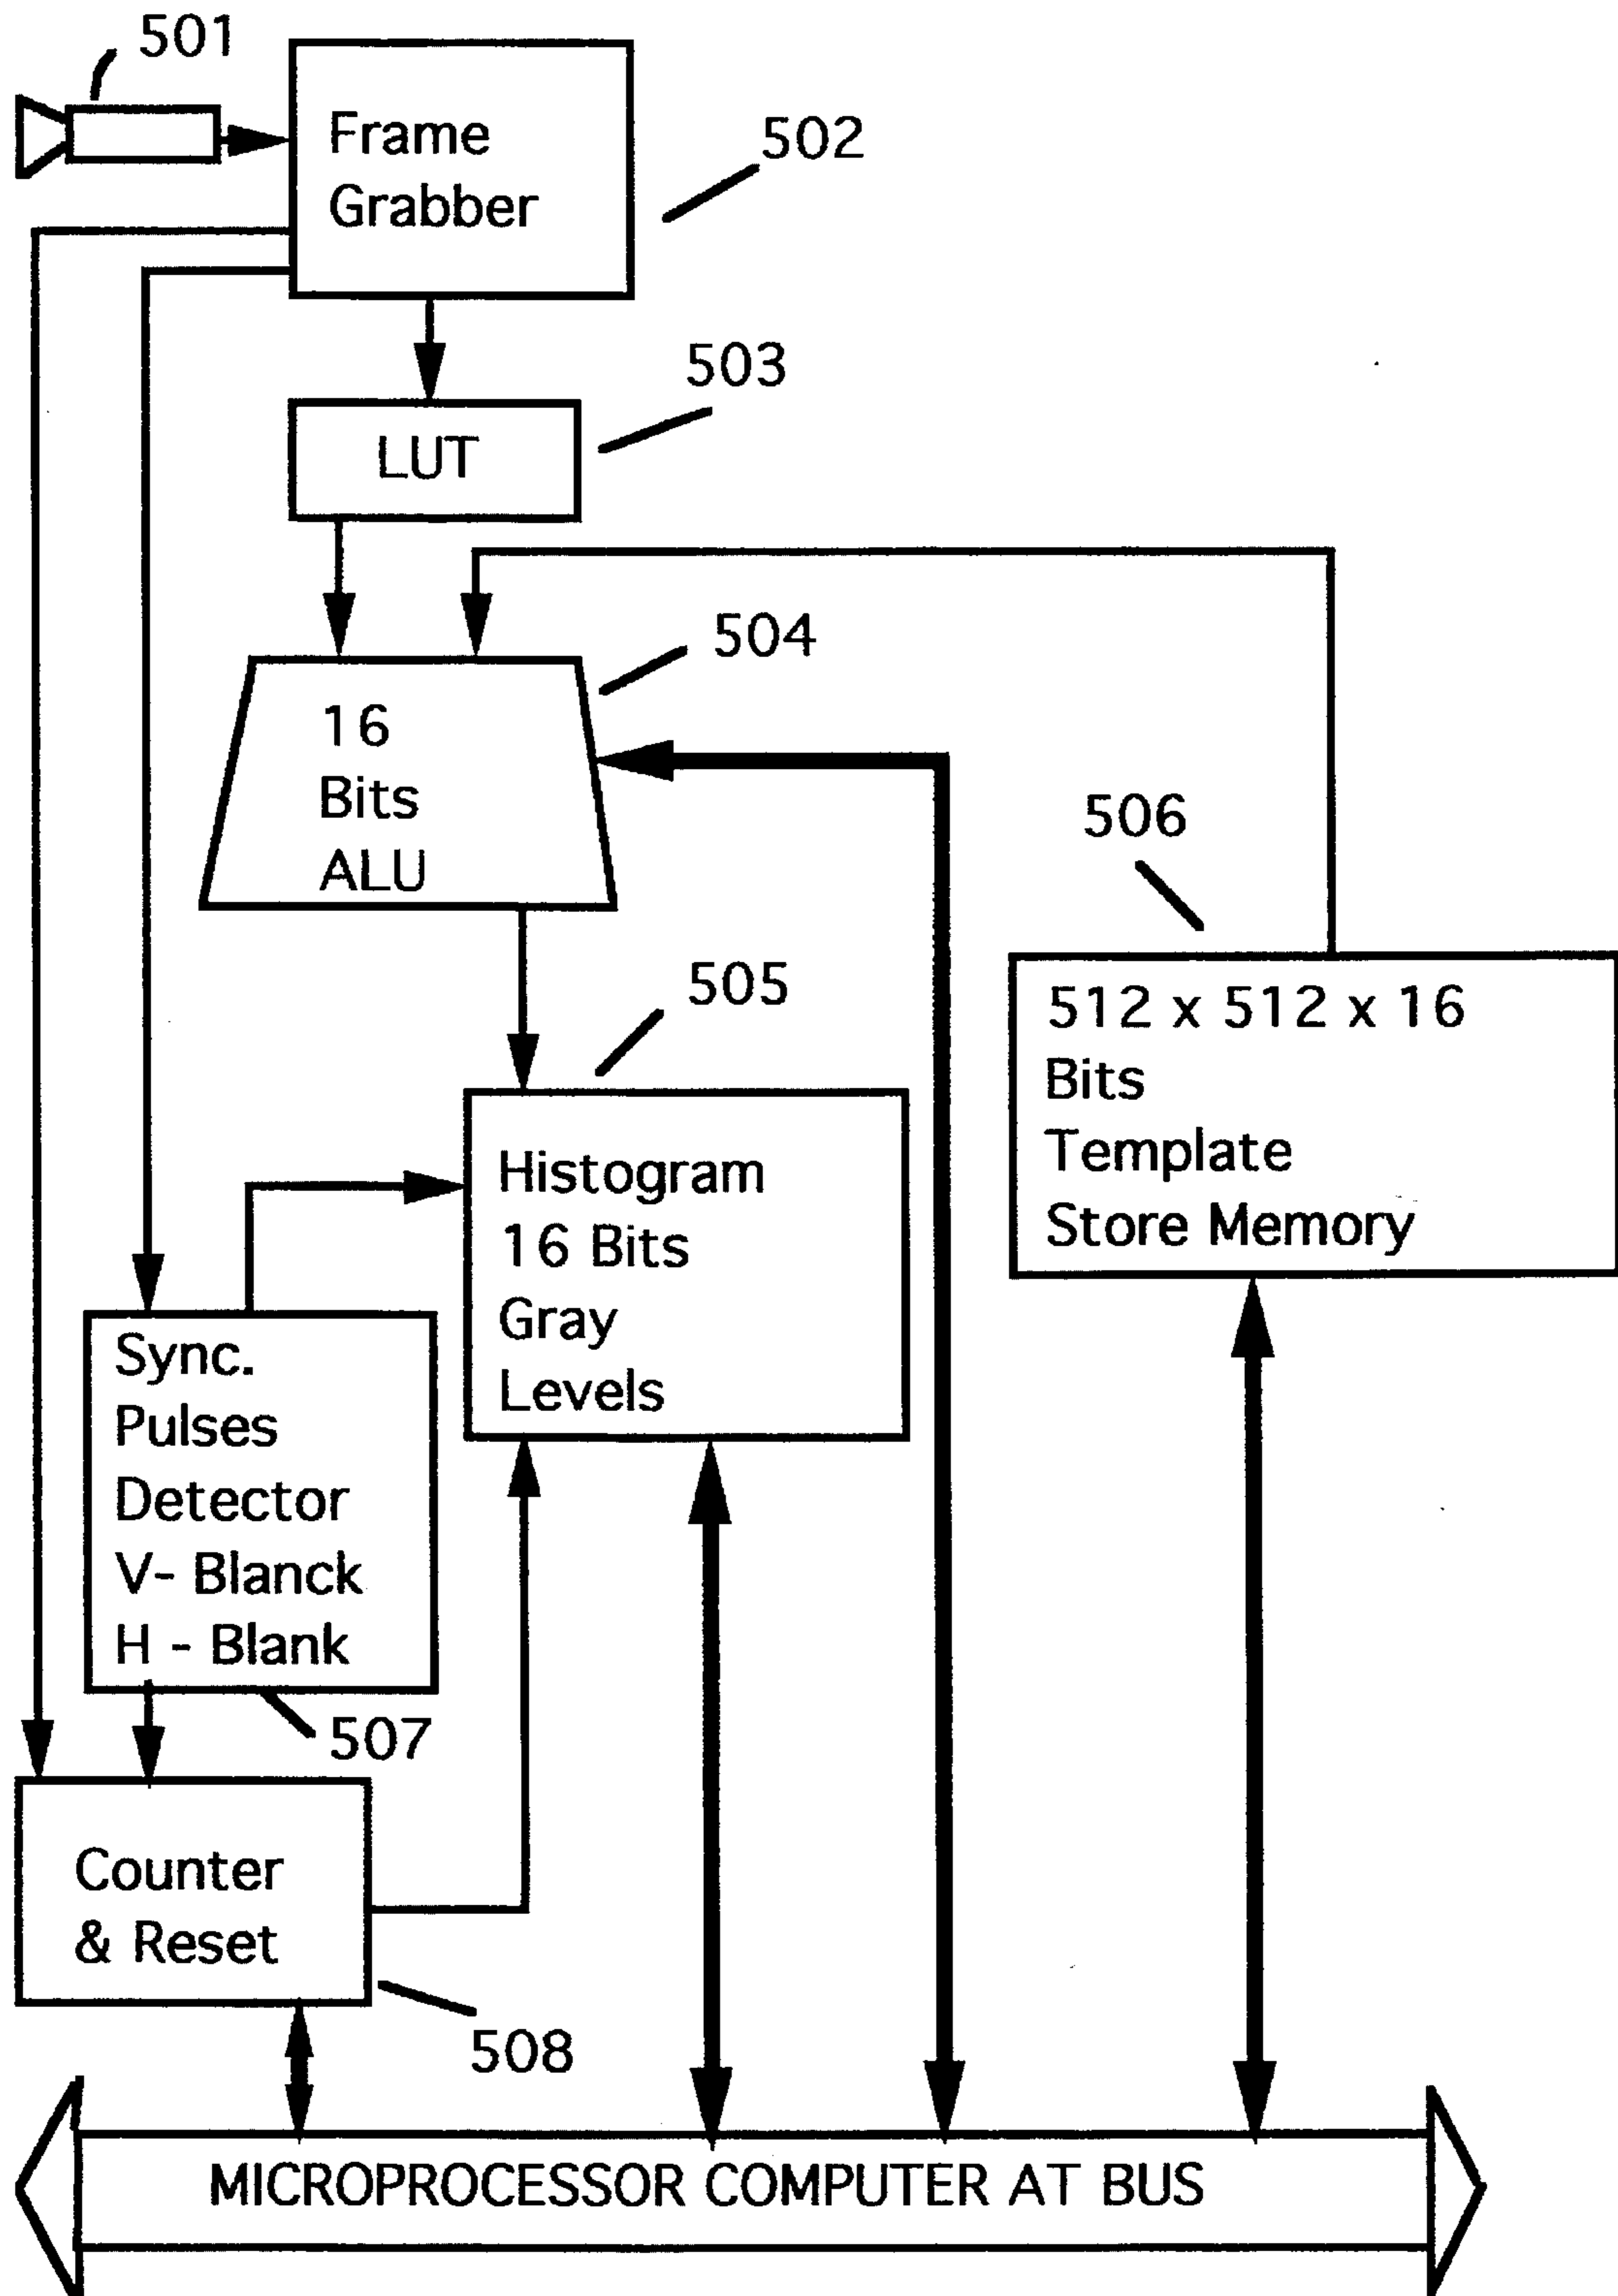 501
Frame
Grabber
502
503
LUT
504
16
Bits
ALU
506
505
512 x 512 x 16
Bits
Template
Store Memory
Histogram
16 Bits
Gray
Levels
Sync.
Pulses
Detector
V- Blanck
H - Blank
507
Counter
& Reset
508
MICROPROCESSOR COMPUTER AT BUS